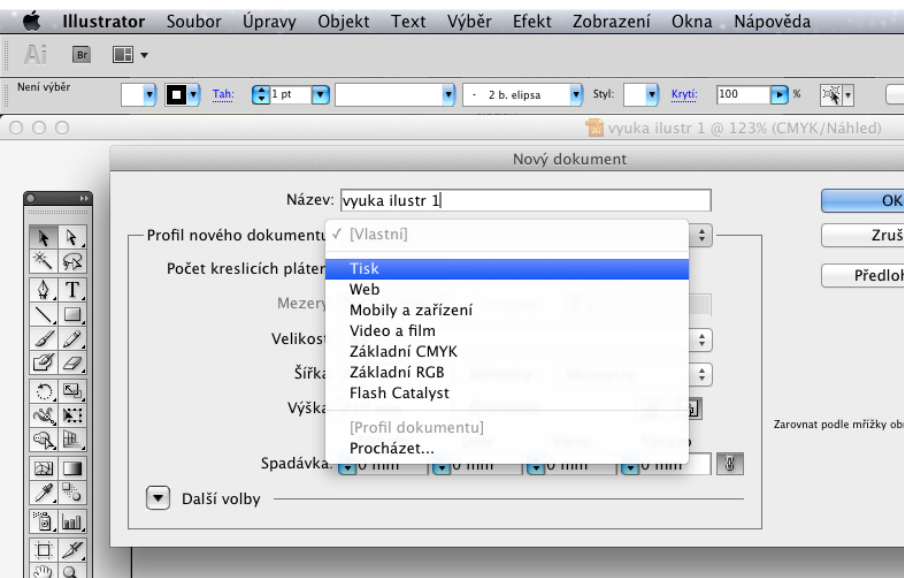 Illustrator Soubor Úpravy Objekt Text Výběr Efekt Zobrazení Okna Nápověda
Ai Br
Není výběr Tah: 1 pt 2 b. elipsa Styl: Krytí: 100 %
vyuka ilustr 1 @ 123% (CMYK/Náhled)
Nový dokument
Název: vyuka ilustr 1 OK
Profil nového dokumentu ✓ [Vlastní] Zruš
Počet kreslicích pláten Tisk Předloh
Web
Mezery Mobily a zařízení
Velikost Video a film
Základní CMYK
Šířka Základní RGB
Flash Catalyst
Výška
Zarovnat podle mřížky
[Profil dokumentu]
Procházet...
Spadávka: 0 mm 0 mm 0 mm 0 mm
Další volby